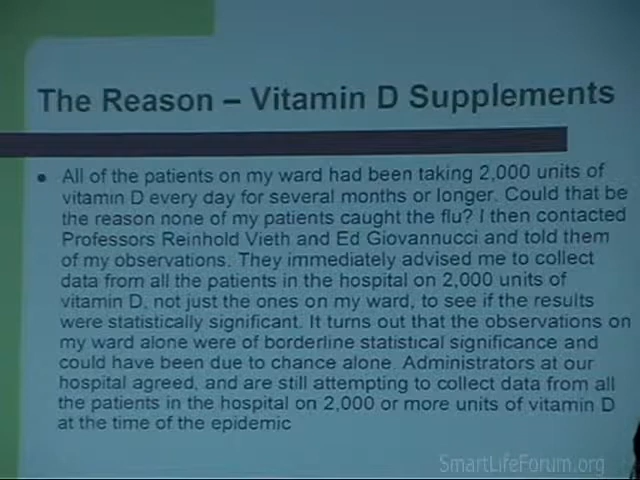 The Reason – Vitamin D Supplements
• All of the patients on my ward had been taking 2,000 units of
vitamin D every day for several months or longer. Could that be
the reason none of my patients caught the flu? I then contacted
Professors Reinhold Vieth and Ed Giovannucci and told them
of my observations. They immediately advised me to collect
data from all the patients in the hospital on 2,000 units of
vitamin D, not just the ones on my ward, to see if the results
were statistically significant. It turns out that the observations on
my ward alone were of borderline statistical significance and
could have been due to chance alone. Administrators at our
hospital agreed, and are still attempting to collect data from all
the patients in the hospital on 2,000 or more units of vitamin D
at the time of the epidemic
SmartLifeForum.org